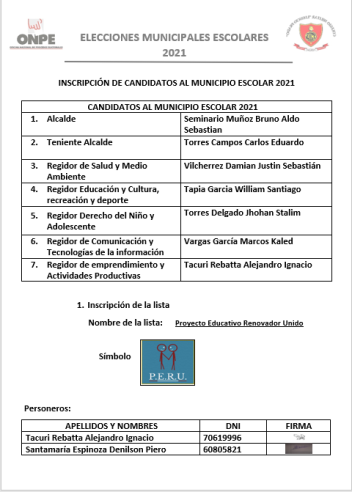 ONPE
ELECCIONES MUNICIPALES ESCOLARES
2021
INSCRIPCIÓN DE CANDIDATOS AL MUNICIPIO ESCOLAR 2021
CANDIDATOS AL MUNICIPIO ESCOLAR 2021
1. Alcalde Seminario Muñoz Bruno Aldo
Sebastian
2. Teniente Alcalde Torres Campos Carlos Eduardo
3. Regidor de Salud y Medio Vilcherrez Damian Justin Sebastián
Ambiente
4. Regidor Educación y Cultura, Tapia Garcia William Santiago
recreación y deporte
5. Regidor Derecho del Niño y Torres Delgado Jhohan Stalim
Adolescente
6. Regidor de Comunicación y Vargas García Marcos Kaled
Tecnologías de la información
7. Regidor de emprendimiento y Tacuri Rebatta Alejandro Ignacio
Actividades Productivas
1. Inscripción de la lista
Nombre de la lista: Proyecto Educativo Renovador Unido
Símbolo
P.E.R.U.
Personeros:
APELLIDOS Y NOMBRES DNI FIRMA
Tacuri Rebatta Alejandro Ignacio 70619996
Santamaría Espinoza Denilson Piero 60805821